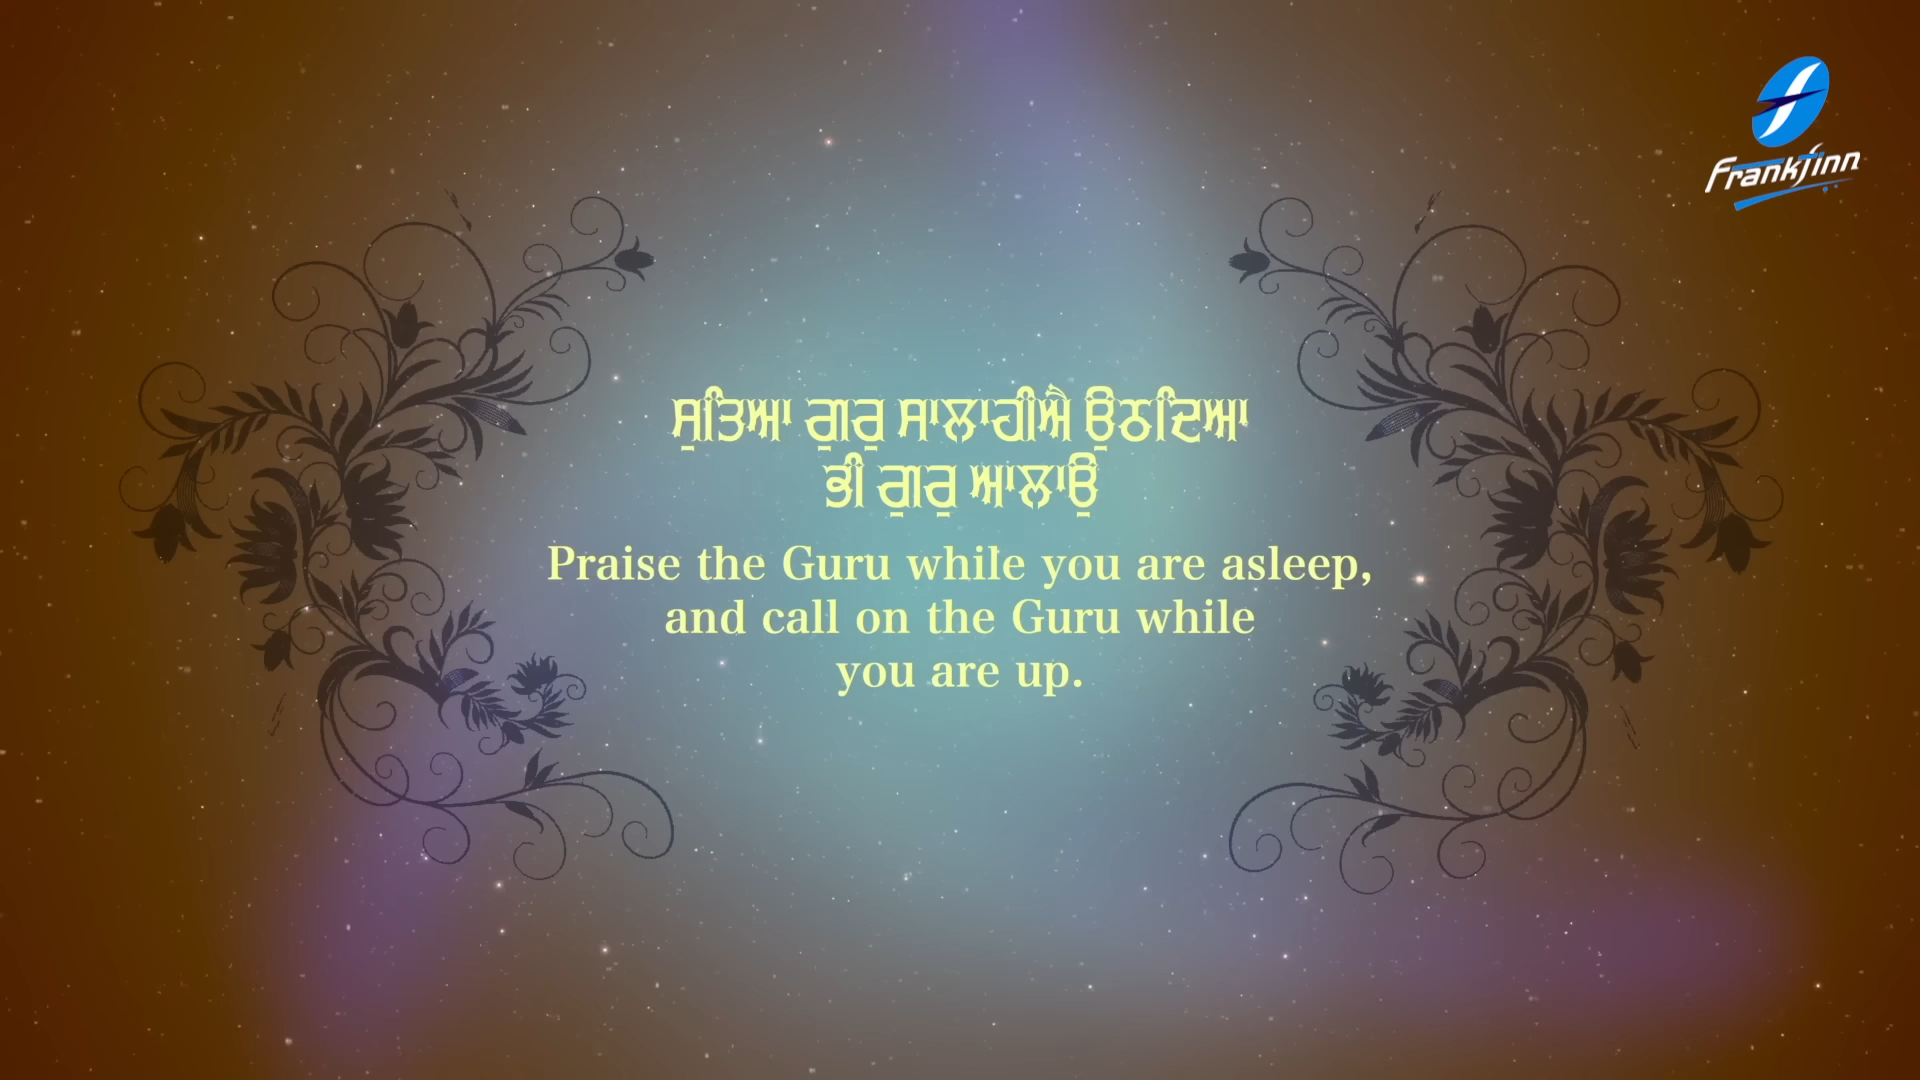 Frankfinn
ਸੁਤਿਆ ਗੁਰੁ ਸਾਲਾਹੀਐ ਉਠਦਿਆ
ਭੀ ਗੁਰੁ ਆਲਾਉ
Praise the Guru while you are asleep,
and call on the Guru while
you are up.